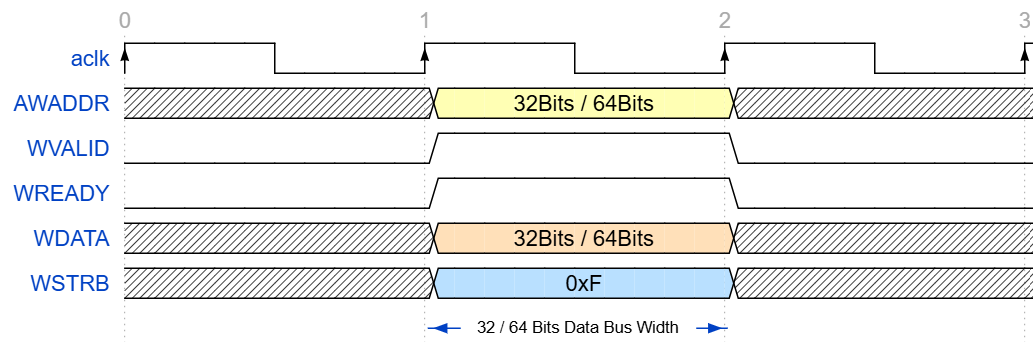 0 1 2 3
aclk
AWADDR 32Bits / 64Bits
WVALID
WREADY
WDATA 32Bits / 64Bits
WSTRB 0xF
32 / 64 Bits Data Bus Width